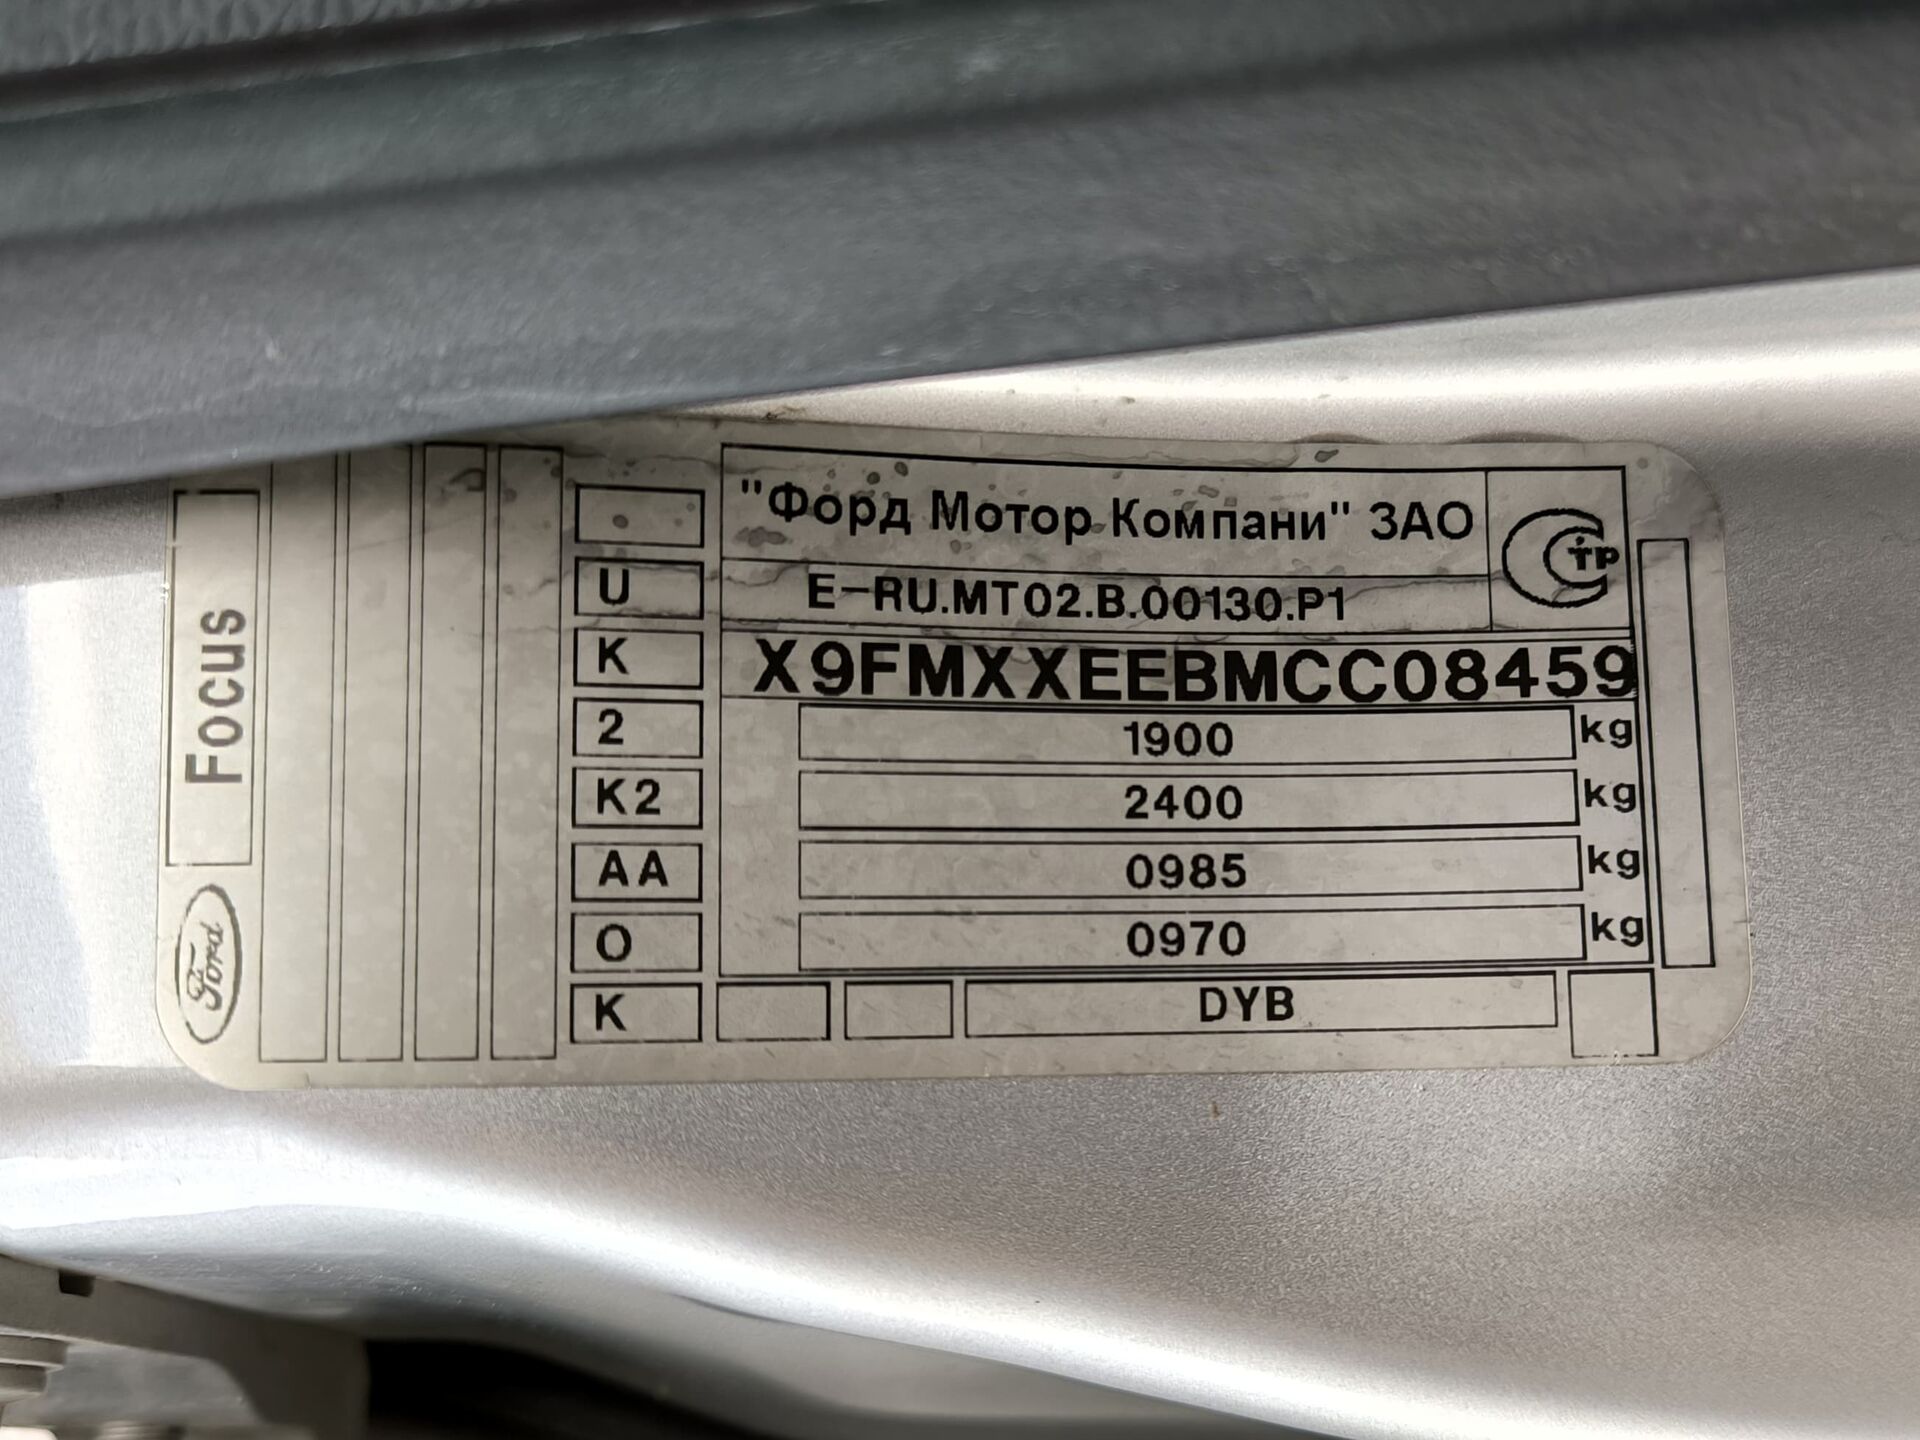 "Форд Мотор Компани" ЗАО
E-RU.MT02.B.00130.P1
X9FMXXEEBMCC08459
1900 kg
2400 kg
0985 kg
0970 kg
DYB
U
K
2
K2
AA
O
K
Focus
Ford
стр